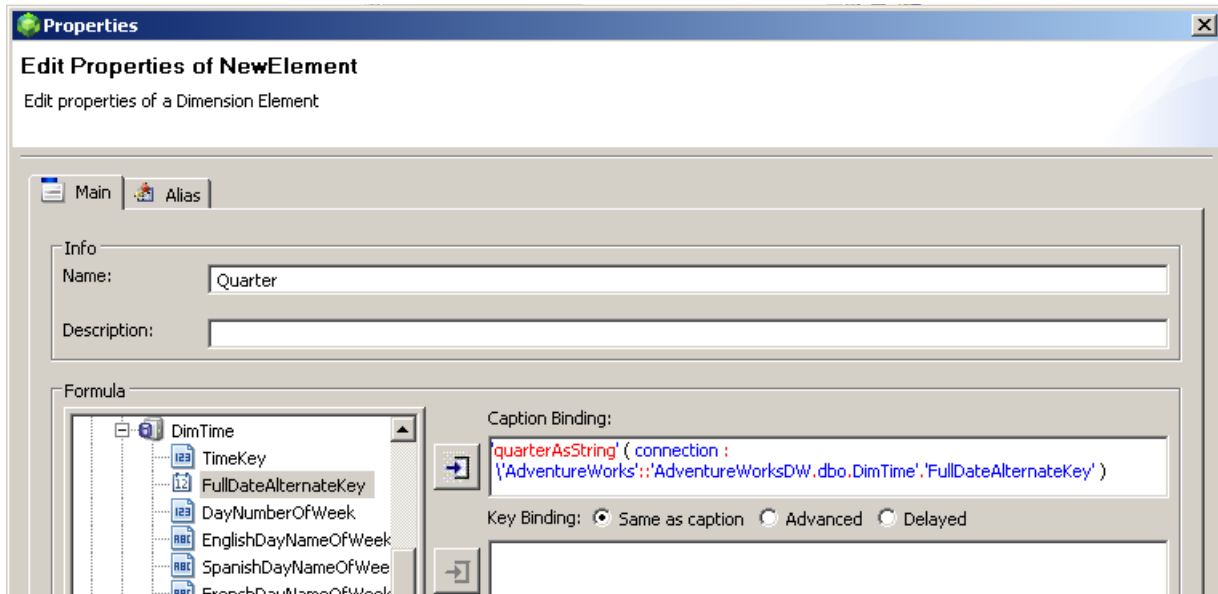 Properties
Edit Properties of NewElement
Edit properties of a Dimension Element
Main
Alias
Info
Name:
Quarter
Description:
Formula
DimTime
TimeKey
FullDateAlternateKey
DayNumberOfWeek
EnglishDayNameOfWeek
SpanishDayNameOfWee
FrenchDayNameOfWeek
Caption Binding:
'quarterAsString' ( connection :
\'AdventureWorks'::'AdventureWorksDW.dbo.DimTime'.'FullDateAlternateKey' )
Key Binding: Same as caption Advanced Delayed